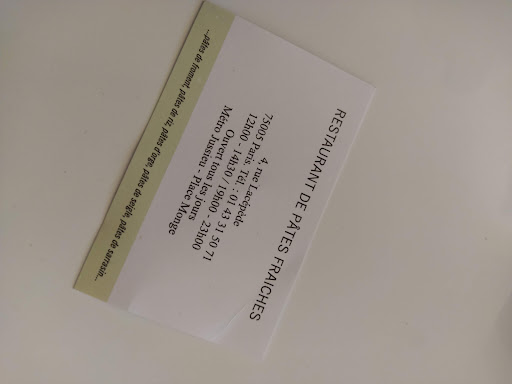 RESTAURANT DE PÂTES FRAICHES
4, rue Lacépède
75005 Paris. Tél. : 01 43 31 50 71
12h00 - 14h30 / 19h00 - 23h00
Ouvert tous les jours
Métro Jussieu - Place Monge
...pâtes de froment, pâtes de riz, pâtes d'orge, pâtes de seigle, pâtes de sarrasin...